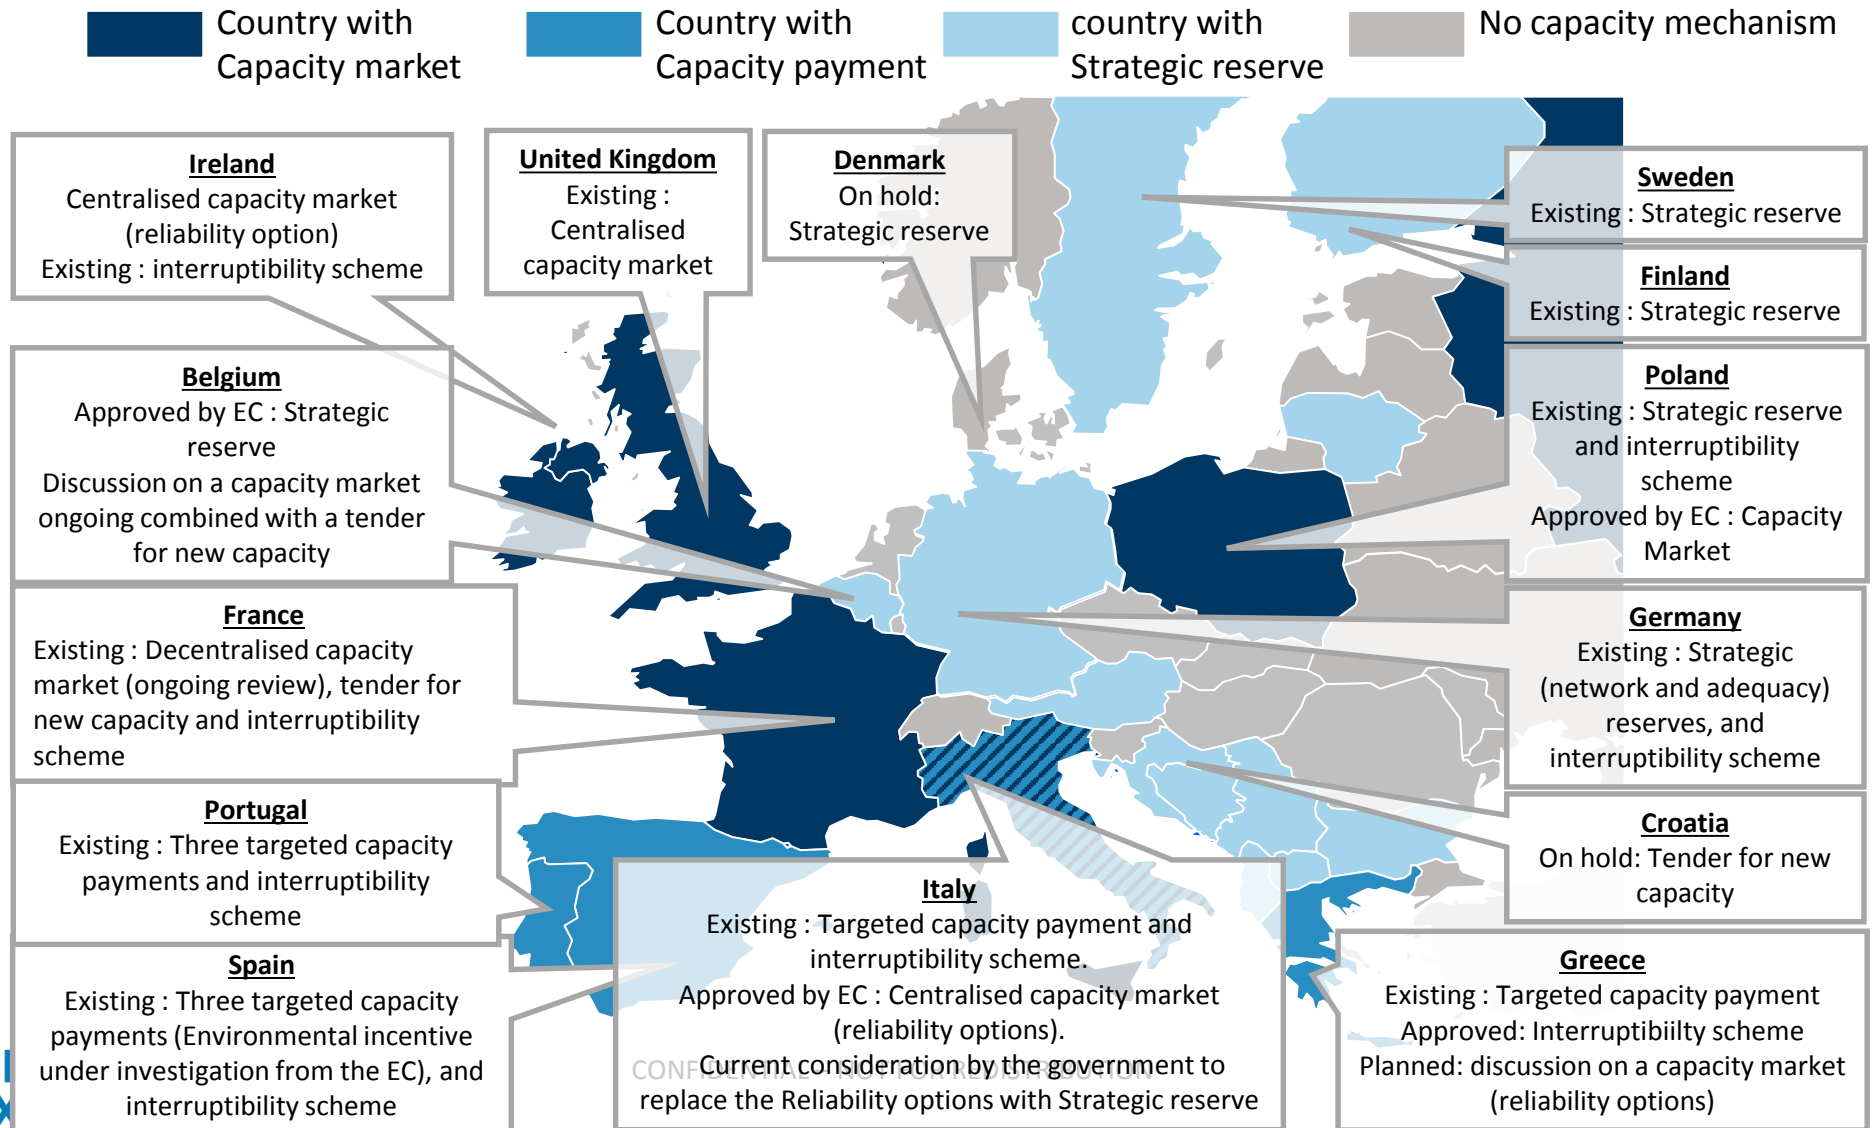 Country with
Capacity market
Country with
Capacity payment
country with
Strategic reserve
No capacity mechanism
Ireland
Centralised capacity market
(reliability option)
Existing : interruptibility scheme
United Kingdom
Existing :
Centralised
capacity market
Denmark
On hold:
Strategic reserve
Sweden
Existing : Strategic reserve
Finland
Existing : Strategic reserve
Belgium
Approved by EC : Strategic
reserve
Discussion on a capacity market
ongoing combined with a tender
for new capacity
Poland
Existing : Strategic reserve
and interruptibility
scheme
Approved by EC : Capacity
Market
France
Existing : Decentralised capacity
market (ongoing review), tender for
new capacity and interruptibility
scheme
Germany
Existing : Strategic
(network and adequacy)
reserves, and
interruptibility scheme
Portugal
Existing : Three targeted capacity
payments and interruptibility
scheme
Croatia
On hold: Tender for new
capacity
Spain
Existing : Three targeted capacity
payments (Environmental incentive
under investigation from the EC), and
interruptibility scheme
Italy
Existing : Targeted capacity payment and
interruptibility scheme.
Approved by EC : Centralised capacity market
(reliability options).
Current consideration by the government to
replace the Reliability options with Strategic reserve
CONFIDENTIAL – NOT FOR REDISTRIBUTION
Greece
Existing : Targeted capacity payment
Approved: Interruptibiilty scheme
Planned: discussion on a capacity market
(reliability options)